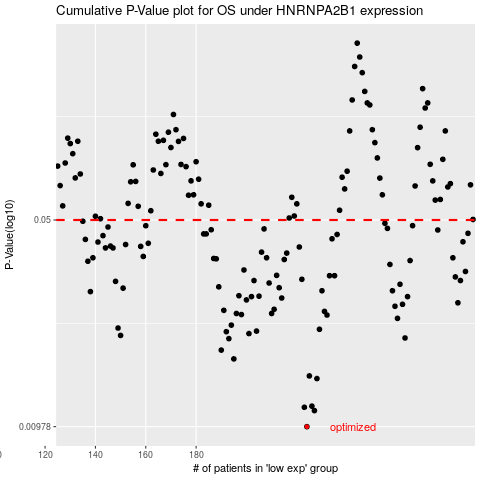 Cumulative P-Value plot for OS under HNRNPA2B1 expression
P-Value(log10)
0.05
0.00978
optimized
0 120 140 160 180
# of patients in 'low exp' group